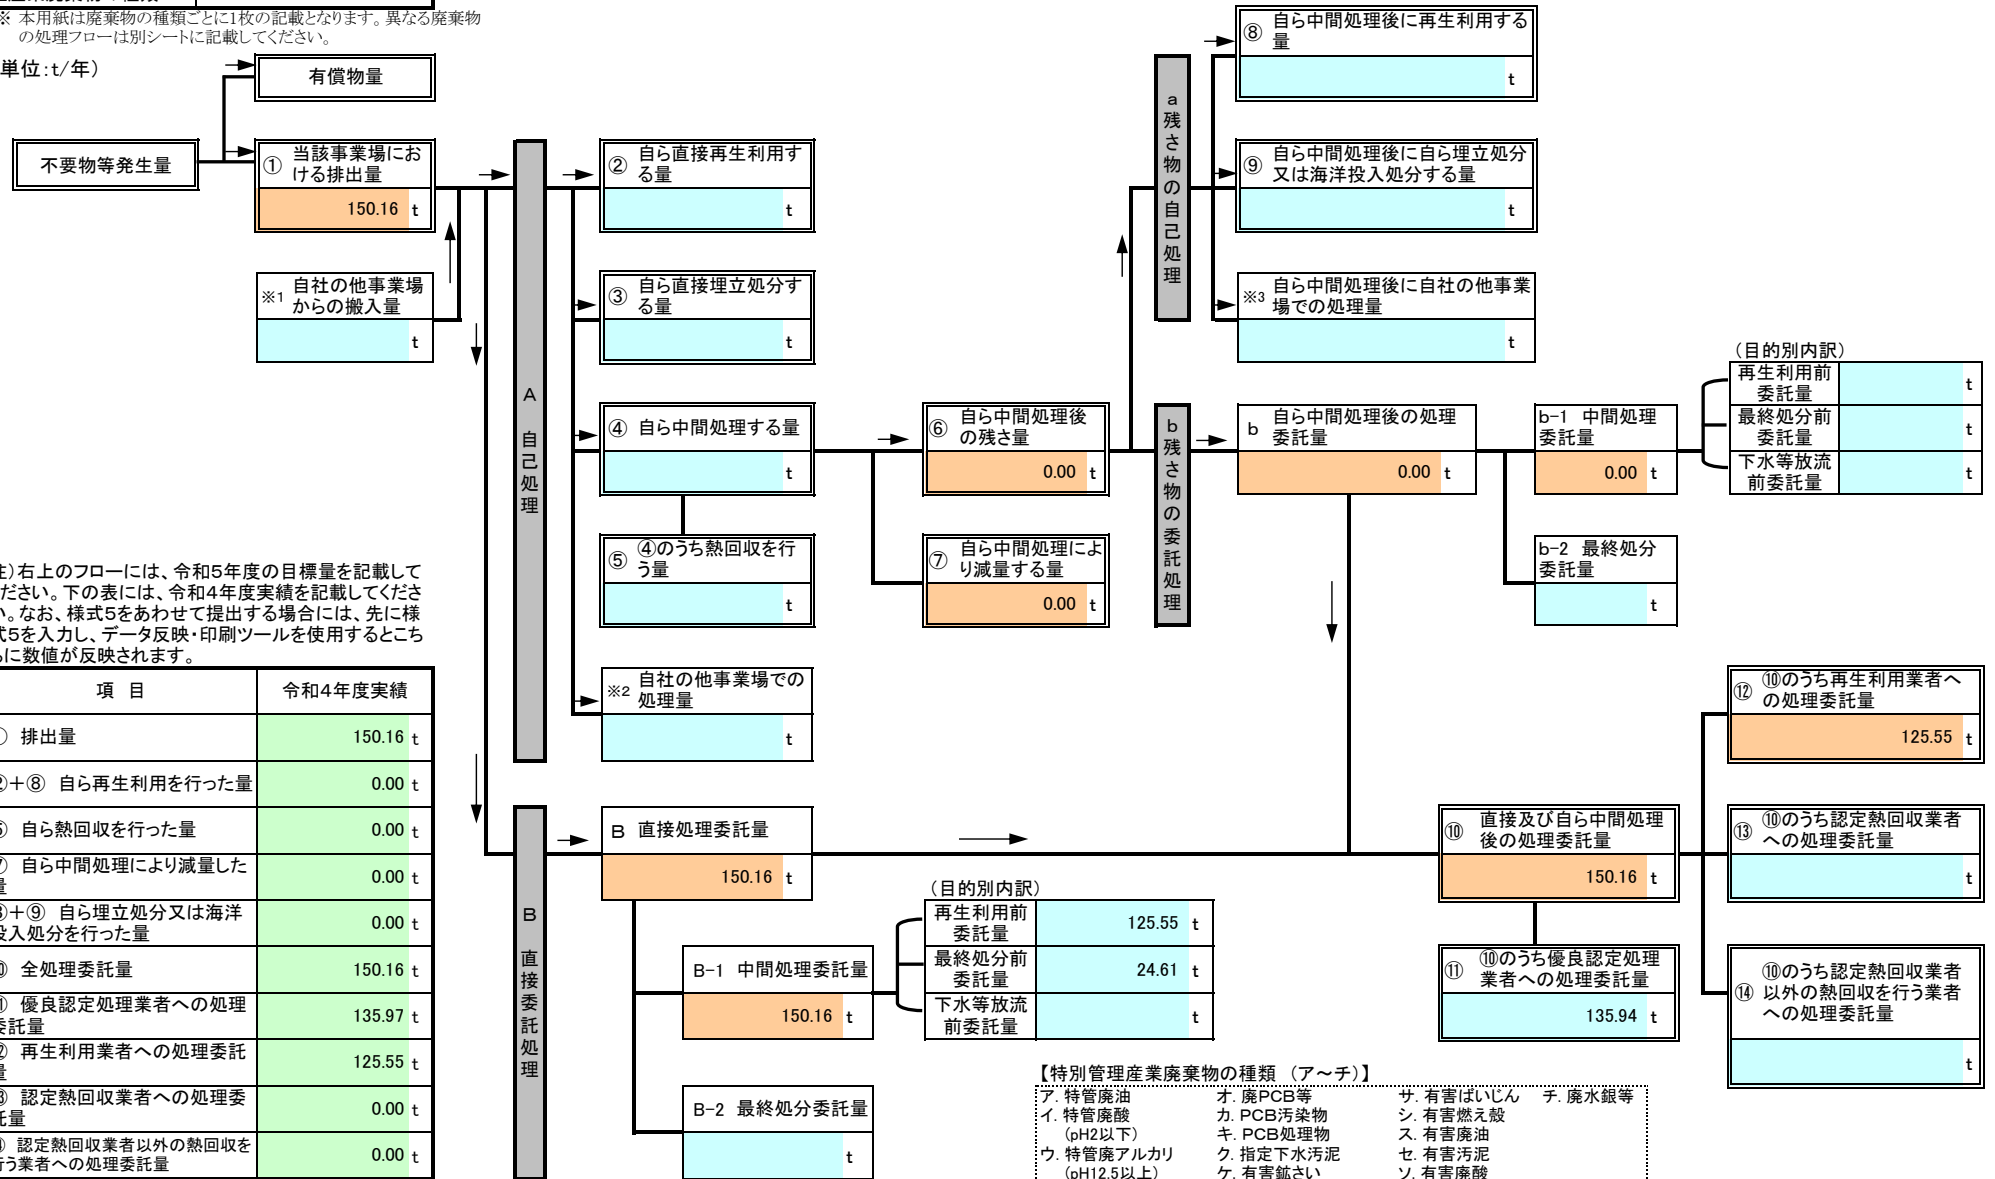 ※ 本用紙は廃棄物の種類ごとに1枚の記載となります。異なる廃棄物
の処理フローは別シートに記載してください。
単位:t/年)
有償物量
不要物等発生量
① 当該事業場にお
ける排出量
150.16 t
※1 自社の他事業場
からの搬入量
t
A 自己処理
② 自ら直接再生利用す
る量
t
③ 自ら直接埋立処分す
る量
t
④ 自ら中間処理する量
t
⑤ ④のうち熱回収を行
う量
t
※2 自社の他事業場での
処理量
t
⑥ 自ら中間処理後
の残さ量
0.00 t
⑦ 自ら中間処理によ
り減量する量
0.00 t
a 残さ物の自己処理
⑧ 自ら中間処理後に再生利用する
量
t
⑨ 自ら中間処理後に自ら埋立処分
又は海洋投入処分する量
t
※3 自ら中間処理後に自社の他事業
場での処理量
t
b 残さ物の委託処理
b 自ら中間処理後の処理
委託量
0.00 t
b-1 中間処理
委託量
0.00 t
(目的別内訳)
再生利用前
委託量
t
最終処分前
委託量
t
下水等放流
前委託量
t
b-2 最終処分
委託量
t
注)右上のフローには、令和5年度の目標量を記載して
ください。下の表には、令和4年度実績を記載してくださ
い。なお、様式5をあわせて提出する場合には、先に様
式5を入力し、データ反映・印刷ツールを使用するとこち
らに数値が反映されます。
項 目 令和4年度実績
① 排出量 150.16 t
②+⑧ 自ら再生利用を行った量 0.00 t
⑤ 自ら熱回収を行った量 0.00 t
⑦ 自ら中間処理により減量した
量 0.00 t
③+⑨ 自ら埋立処分又は海洋
投入処分を行った量 0.00 t
⑩ 全処理委託量 150.16 t
⑪ 優良認定処理業者への処理
委託量 135.97 t
⑫ 再生利用業者への処理委託
量 125.55 t
⑬ 認定熱回収業者への処理委
託量 0.00 t
⑭ 認定熱回収業者以外の熱回収を
行う業者への処理委託量 0.00 t
B 直接委託処理
B 直接処理委託量
150.16 t
B-1 中間処理委託量
150.16 t
(目的別内訳)
再生利用前
委託量
125.55 t
最終処分前
委託量
24.61 t
下水等放流
前委託量
t
B-2 最終処分委託量
t
⑩ 直接及び自ら中間処理
後の処理委託量
150.16 t
⑪ ⑩のうち優良認定処理
業者への処理委託量
135.94 t
⑫ ⑩のうち再生利用業者へ
の処理委託量
125.55 t
⑬ ⑩のうち認定熱回収業者
への処理委託量
t
⑭ ⑩のうち認定熱回収業者
以外の熱回収を行う業者
への処理委託量
t
【特別管理産業廃棄物の種類 (ア~チ)】
ア. 特管廃油 オ. 廃PCB等 サ. 有害ばいじん チ. 廃水銀等
イ. 特管廃酸 カ. PCB汚染物 シ. 有害燃え殻
(pH2以下) キ. PCB処理物 ス. 有害廃油
ウ. 特管廃アルカリ ク. 指定下水汚泥 セ. 有害汚泥
(pH12.5以上) ケ. 有害鉱さい ソ. 有害廃酸